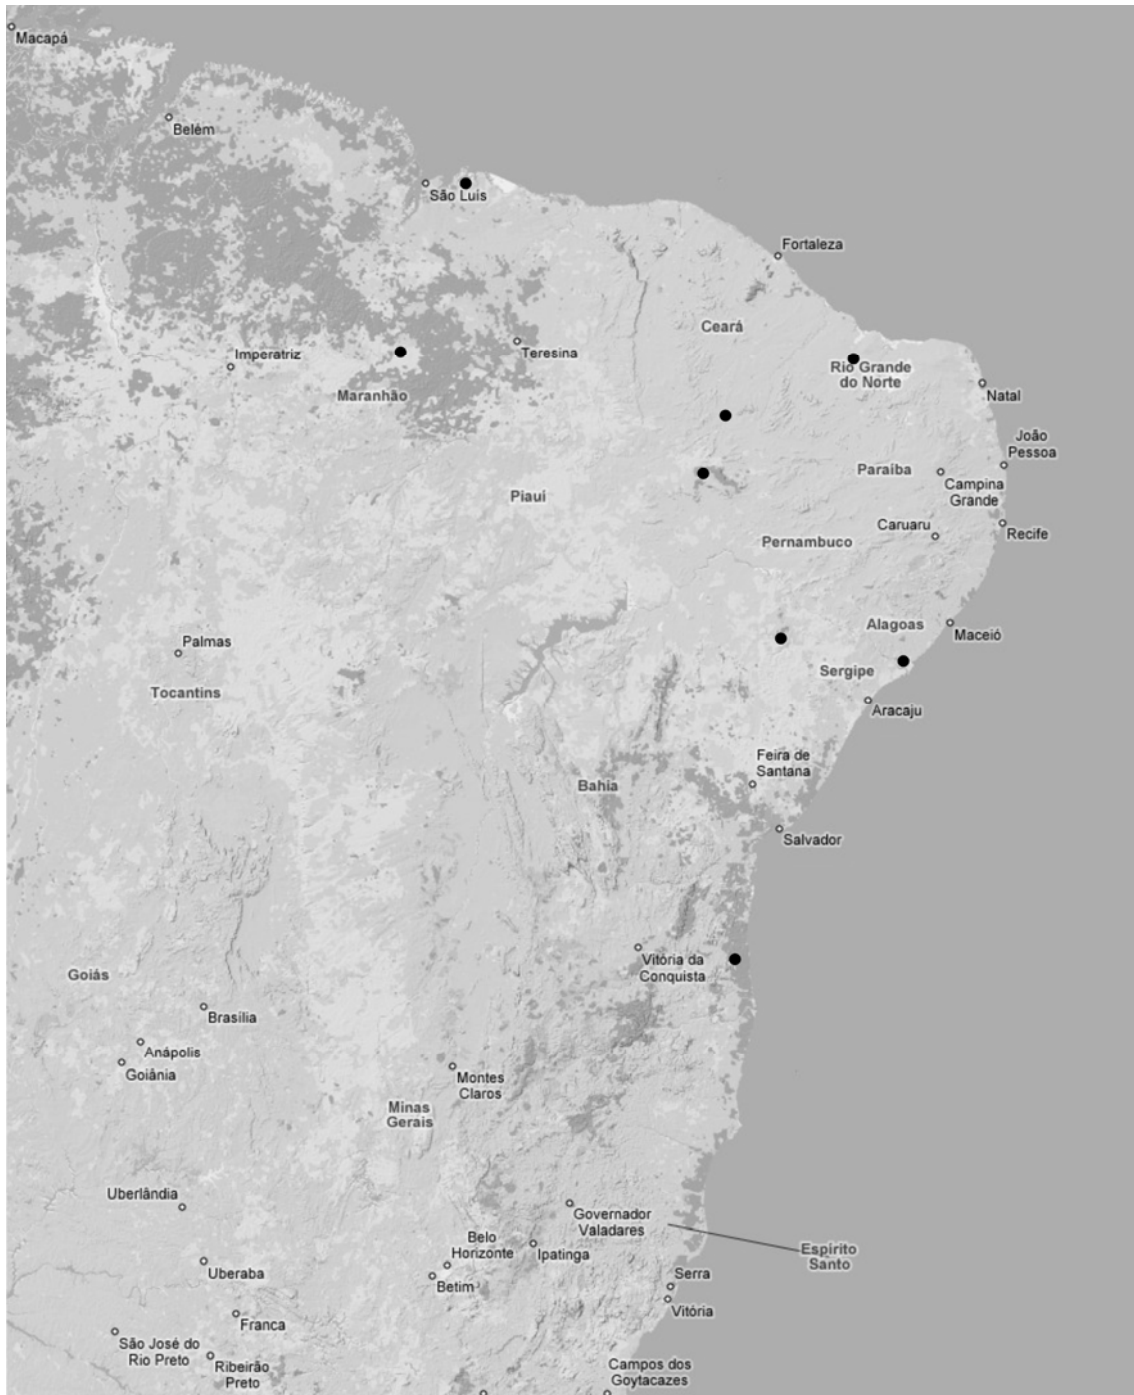 Macapá
Belém
São Luís
Fortaleza
Ceará
Imperatriz
Teresina
Rio Grande
do Norte
Maranhão
Natal
João
Pessoa
Paraíba
Campina
Grande
Piauí
Caruaru
Recife
Pernambuco
Alagoas
Maceió
Palmas
Sergipe
Tocantins
Aracaju
Feira de
Santana
Bahia
Salvador
Vitória da
Conquista
Goiás
Brasília
Anápolis
Goiânia
Montes
Claros
Minas
Gerais
Uberlândia
Governador
Valadares
Belo
Horizonte
Ipatinga
Espírito
Santo
Uberaba
Betim
Serra
Vitória
Franca
São José do
Rio Preto
Ribeirão
Preto
Campos dos
Goytacazes